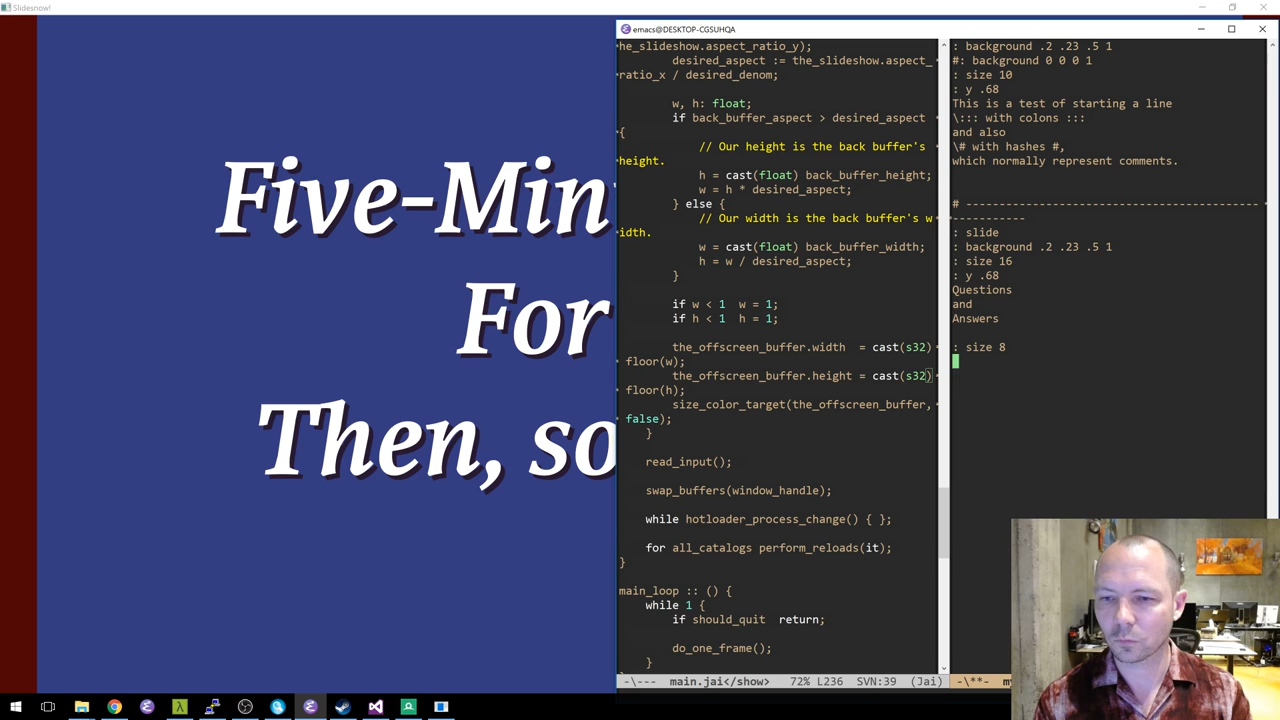 Slidesnow!
Five-Min
For
Then, so
emacs@DESKTOP-CGSUHQA
he_slideshow.aspect_ratio_y);
desired_aspect := the_slideshow.aspect_
ratio_x / desired_denom;
w, h: float;
if back_buffer_aspect > desired_aspect
{
// Our height is the back buffer's
height.
h = cast(float) back_buffer_height;
w = h * desired_aspect;
} else {
// Our width is the back buffer's w
idth.
w = cast(float) back_buffer_width;
h = w / desired_aspect;
}
if w < 1  w = 1;
if h < 1  h = 1;
the_offscreen_buffer.width  = cast(s32)
floor(w);
the_offscreen_buffer.height = cast(s32)
floor(h);
size_color_target(the_offscreen_buffer,
false);
}
read_input();
swap_buffers(window_handle);
while hotloader_process_change() { };
for all_catalogs perform_reloads(it);
}
main_loop :: () {
while 1 {
if should_quit  return;
do_one_frame();
}
-\---  main.jai</show>  72% L236  SVN:39  (Jai)
: background .2 .23 .5 1
#: background 0 0 0 1
: size 10
: y .68
This is a test of starting a line
\::: with colons :::
and also
\# with hashes #,
which normally represent comments.
# --------------------------------------------
-----------
: slide
: background .2 .23 .5 1
: size 16
: y .68
Questions
and
Answers
: size 8
-\**-